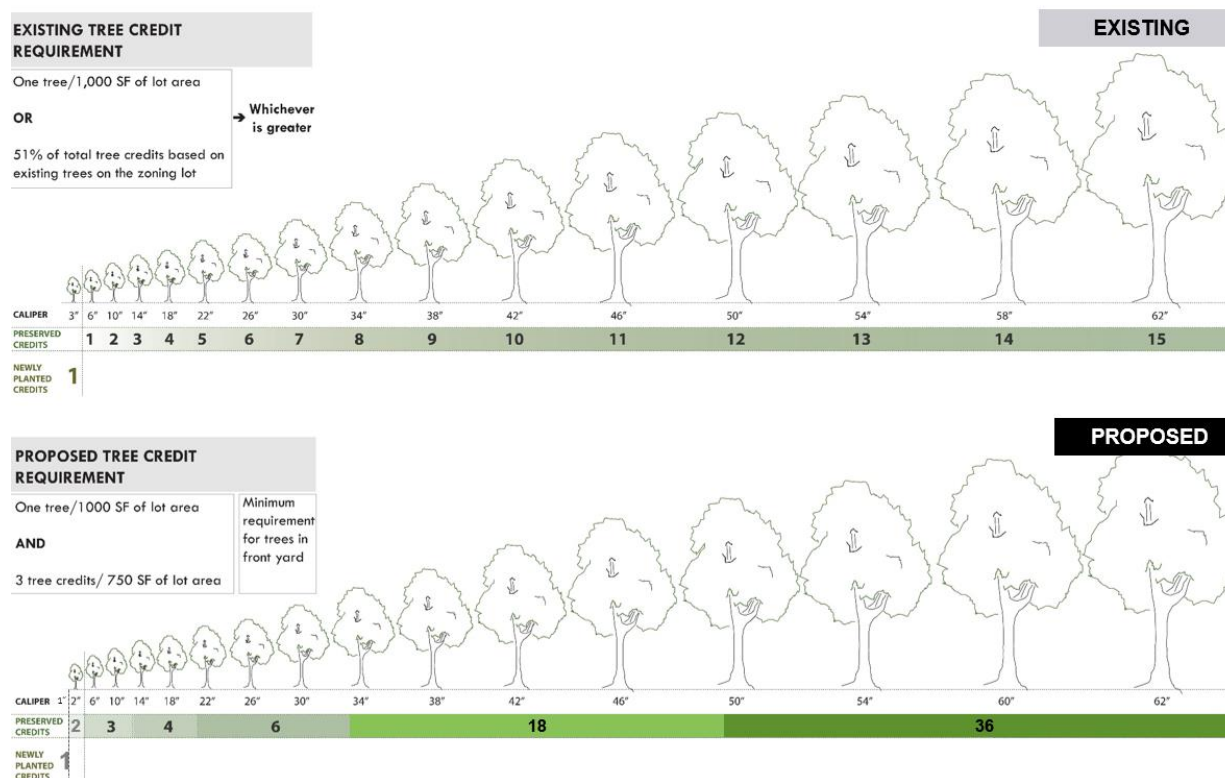 EXISTING TREE CREDIT
REQUIREMENT
EXISTING
One tree/1,000 SF of lot area
OR
51% of total tree credits based on
existing trees on the zoning lot
➔ Whichever
is greater
CALIPER 3" 6" 10" 14" 18" 22" 26" 30" 34" 38" 42" 46" 50" 54" 58" 62"
PRESERVED
CREDITS
1 2 3 4 5 6 7 8 9 10 11 12 13 14 15
NEWLY
PLANTED
CREDITS
1
PROPOSED TREE CREDIT
REQUIREMENT
PROPOSED
One tree/1000 SF of lot area
AND
3 tree credits/ 750 SF of lot area
Minimum
requirement
for trees in
front yard
CALIPER 1" 2" 6" 10" 14" 18" 22" 26" 30" 34" 38" 42" 46" 50" 54" 60" 62"
PRESERVED
CREDITS
2 3 4 6 18 36
NEWLY
PLANTED
CREDITS
1